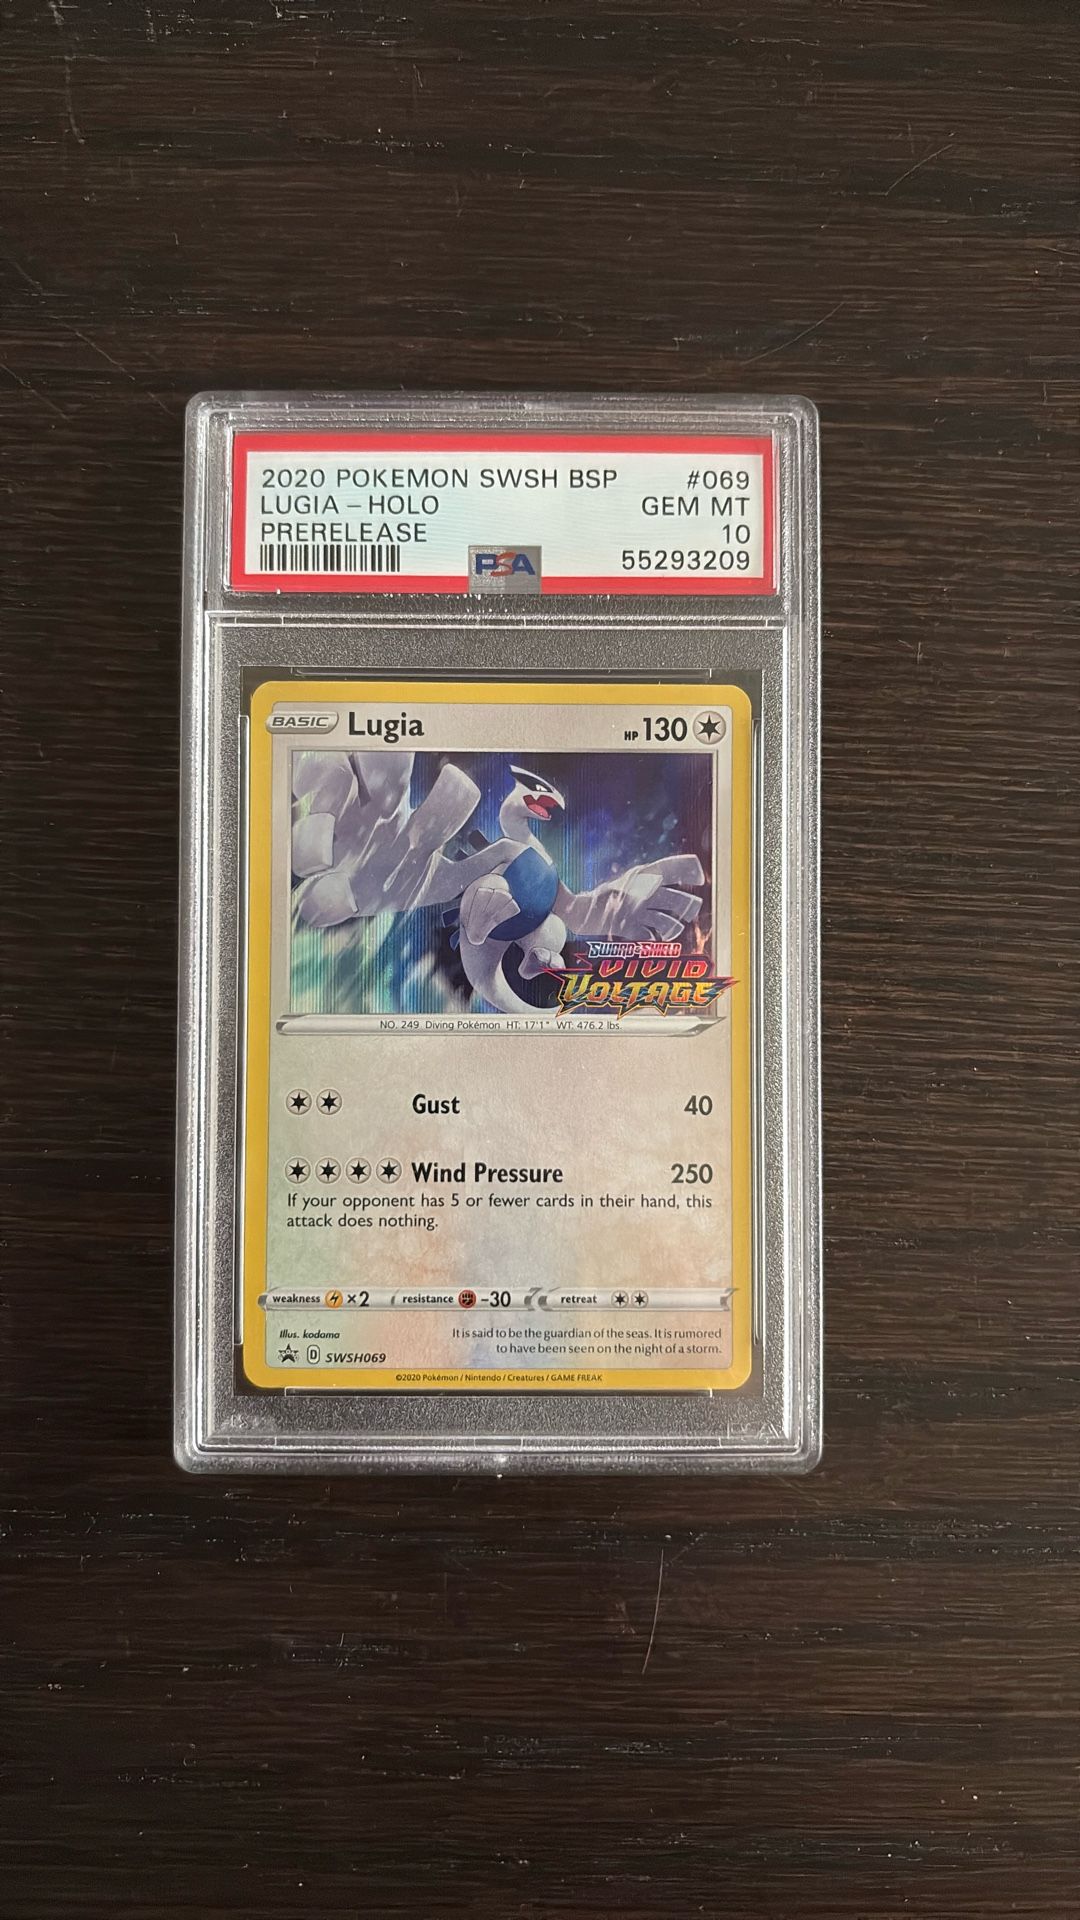 2020 POKEMON SWSH BSP #069
LUGIA – HOLO GEM MT
PRERELEASE 10
PSA 55293209
BASIC Lugia HP 130
SWORD & SHIELD
VIVID
VOLTAGE
NO. 249 Diving Pokémon HT: 17'1" WT: 476.2 lbs.
Gust 40
Wind Pressure 250
If your opponent has 5 or fewer cards in their hand, this
attack does nothing.
weakness ×2 resistance -30 retreat
Illus. kodama
It is said to be the guardian of the seas. It is rumored
to have been seen on the night of a storm.
D SWSH069
©2020 Pokémon / Nintendo / Creatures / GAME FREAK
PSA